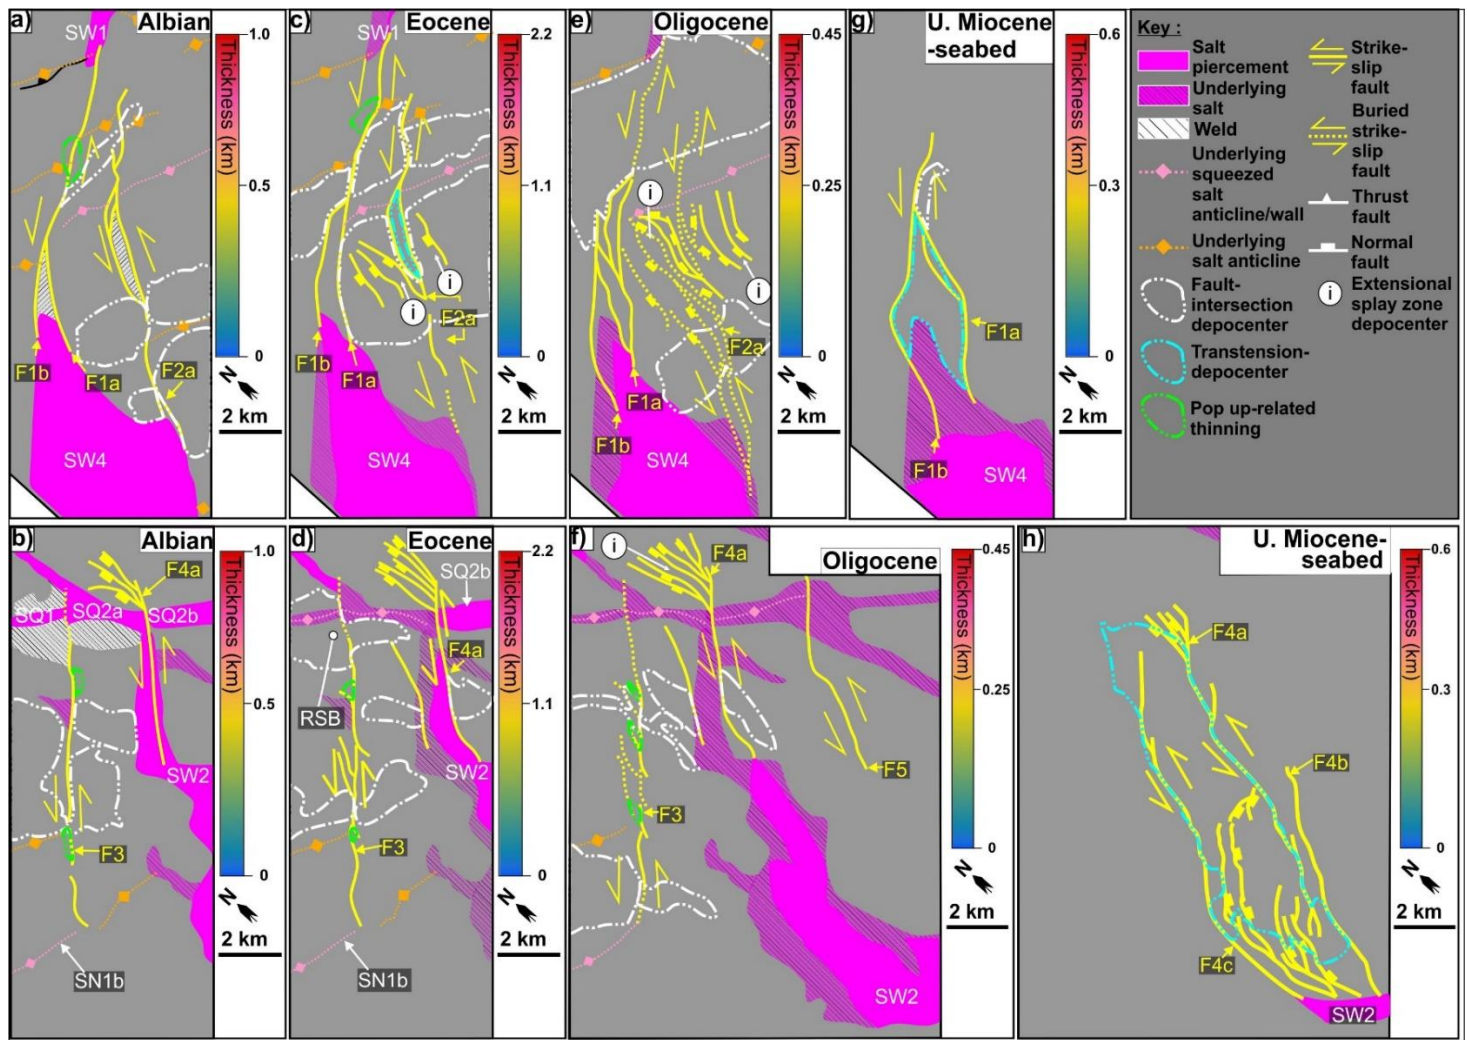 a)
Albian
SW1
Thickness (km)
1.0
0.5
0
F1b
F1a
F2a
SW4
N
2 km
c)
Eocene
SW1
Thickness (km)
2.2
1.1
0
i
i
F2a
F1b
F1a
SW4
N
2 km
e)
Oligocene
Thickness (km)
0.45
0.25
0
i
i
F2a
F1a
F1b
SW4
N
2 km
g)
U. Miocene
-seabed
Thickness (km)
0.6
0.3
0
F1a
F1b
SW4
N
2 km
Key :
Salt
piercement
Underlying
salt
Weld
Underlying
squeezed
salt
anticline/wall
Underlying
salt anticline
Fault-
intersection
depocenter
Transtension-
depocenter
Pop up-related
thinning
Strike-
slip
fault
Buried
strike-
slip
fault
Thrust
fault
Normal
fault
i
Extensional
splay zone
depocenter
b)
Albian
F4a
SQ1
SQ2a
SQ2b
Thickness (km)
1.0
0.5
0
SW2
F3
SN1b
N
2 km
d)
Eocene
SQ2b
F4a
RSB
Thickness (km)
2.2
1.1
0
SW2
F3
SN1b
N
2 km
f)
Oligocene
i
F4a
Thickness (km)
0.45
0.25
0
F5
F3
SW2
N
2 km
h)
U. Miocene-
seabed
Thickness (km)
0.6
0.3
0
F4a
F4b
F4c
SW2
N
2 km